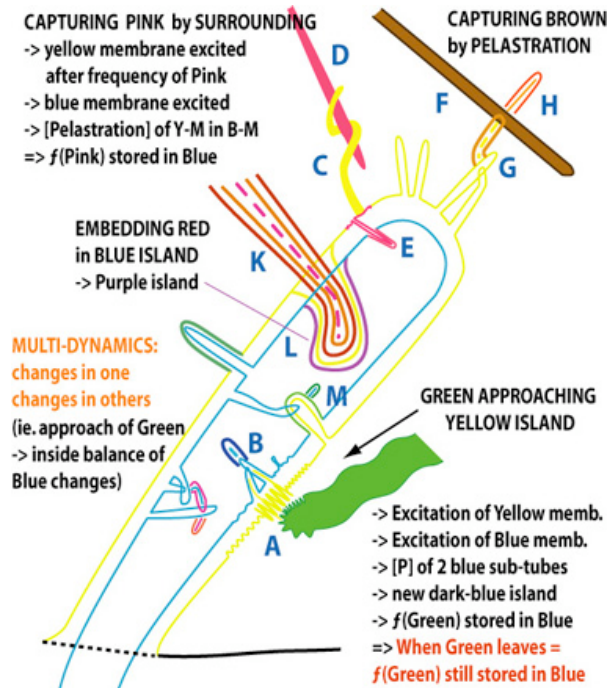 CAPTURING PINK by SURROUNDING
-> yellow membrane excited
after frequency of Pink
-> blue membrane excited
-> [Pelastration] of Y-M in B-M
=> ƒ(Pink) stored in Blue
CAPTURING BROWN
by PELASTRATION
D
F
H
C
G
E
EMBEDDING RED
in BLUE ISLAND
-> Purple island
K
L
M
MULTI-DYNAMICS:
changes in one
changes in others
(ie. approach of Green
-> inside balance of
Blue changes)
B
A
GREEN APPROACHING
YELLOW ISLAND
-> Excitation of Yellow memb.
-> Excitation of Blue memb.
-> [P] of 2 blue sub-tubes
-> new dark-blue island
-> ƒ(Green) stored in Blue
=> When Green leaves =
ƒ(Green) still stored in Blue